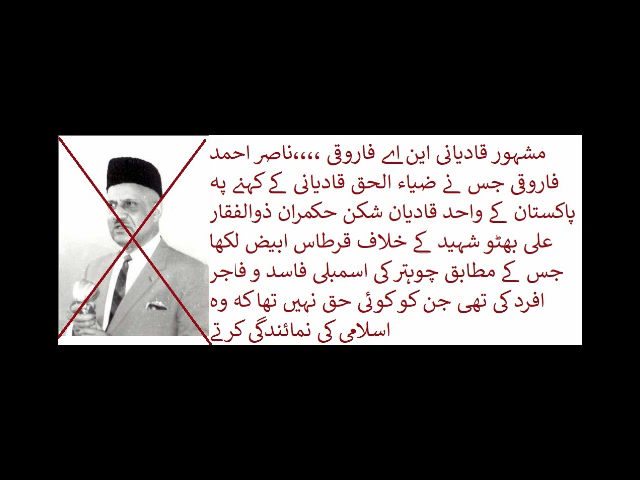 مشہور قادیانی این اے فاروقی ،،،،ناصر احمد
فاروقی جس نے ضیاء الحق قادیانی کے کہنے پہ
پاکستان کے واحد قادیان شکن حکمران ذوالفقار
علی بھٹو شہید کے خلاف قرطاس ابیض لکھا
جس کے مطابق چوہتر کی اسمبلی فاسد و فاجر
افرد کی تھی جن کو کوئی حق نہیں تھا کہ وہ
اسلامی کی نمائندگی کرتے